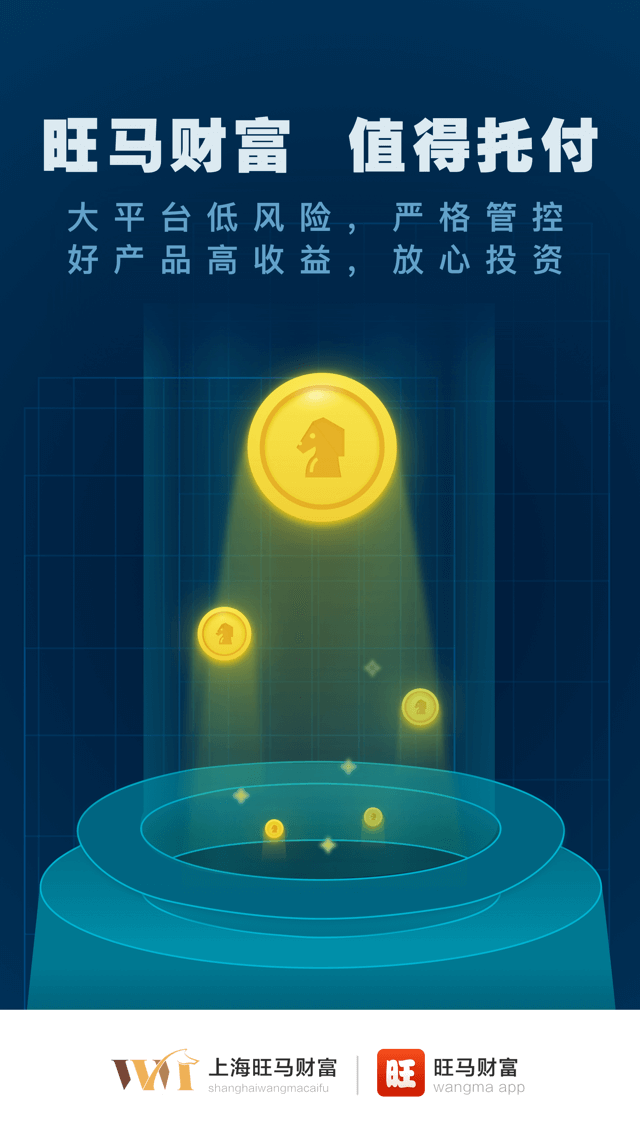 旺马财富 值得托付
大平台低风险，严格管控
好产品高收益，放心投资
上海旺马财富
shanghaiwangmacaifu
旺
旺马财富
wangma app